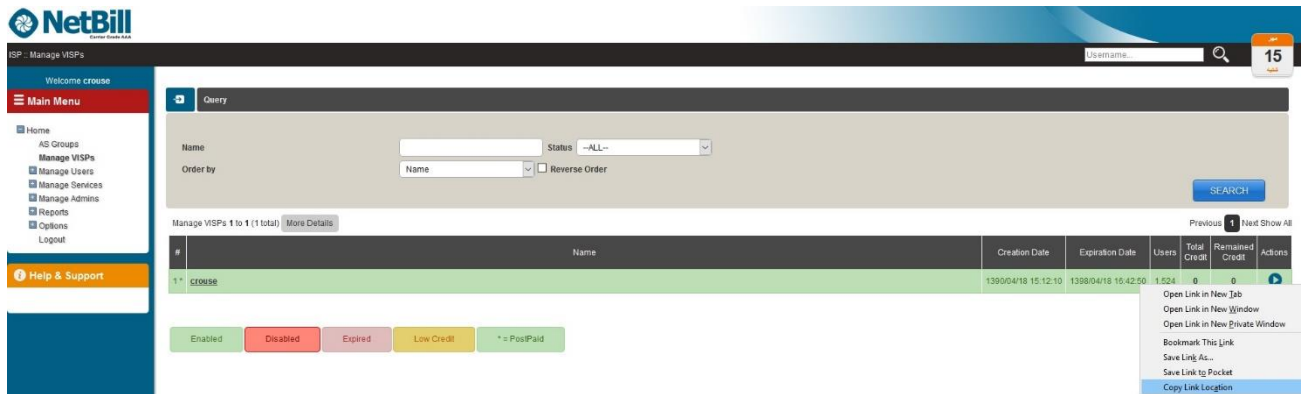 NetBill
Carrier Grade AAA
ISP :: Manage VISPs
Username...
15
Welcome crouse
Main Menu
Home
AS Groups
Manage VISPs
Manage Users
Manage Services
Manage Admins
Reports
Options
Logout
Help & Support
Query
Name
Status --ALL--
Order by Name Reverse Order
SEARCH
Manage VISPs 1 to 1 (1 total) More Details
Previous 1 Next Show All
# Name Creation Date Expiration Date Users Total Credit Remained Credit Actions
1 * crouse 1390/04/18 15:12:10 1398/04/18 16:42:50 1,524 0 0
Enabled Disabled Expired Low Credit * = PostPaid
Open Link in New Tab
Open Link in New Window
Open Link in New Private Window
Bookmark This Link
Save Link As...
Save Link to Pocket
Copy Link Location